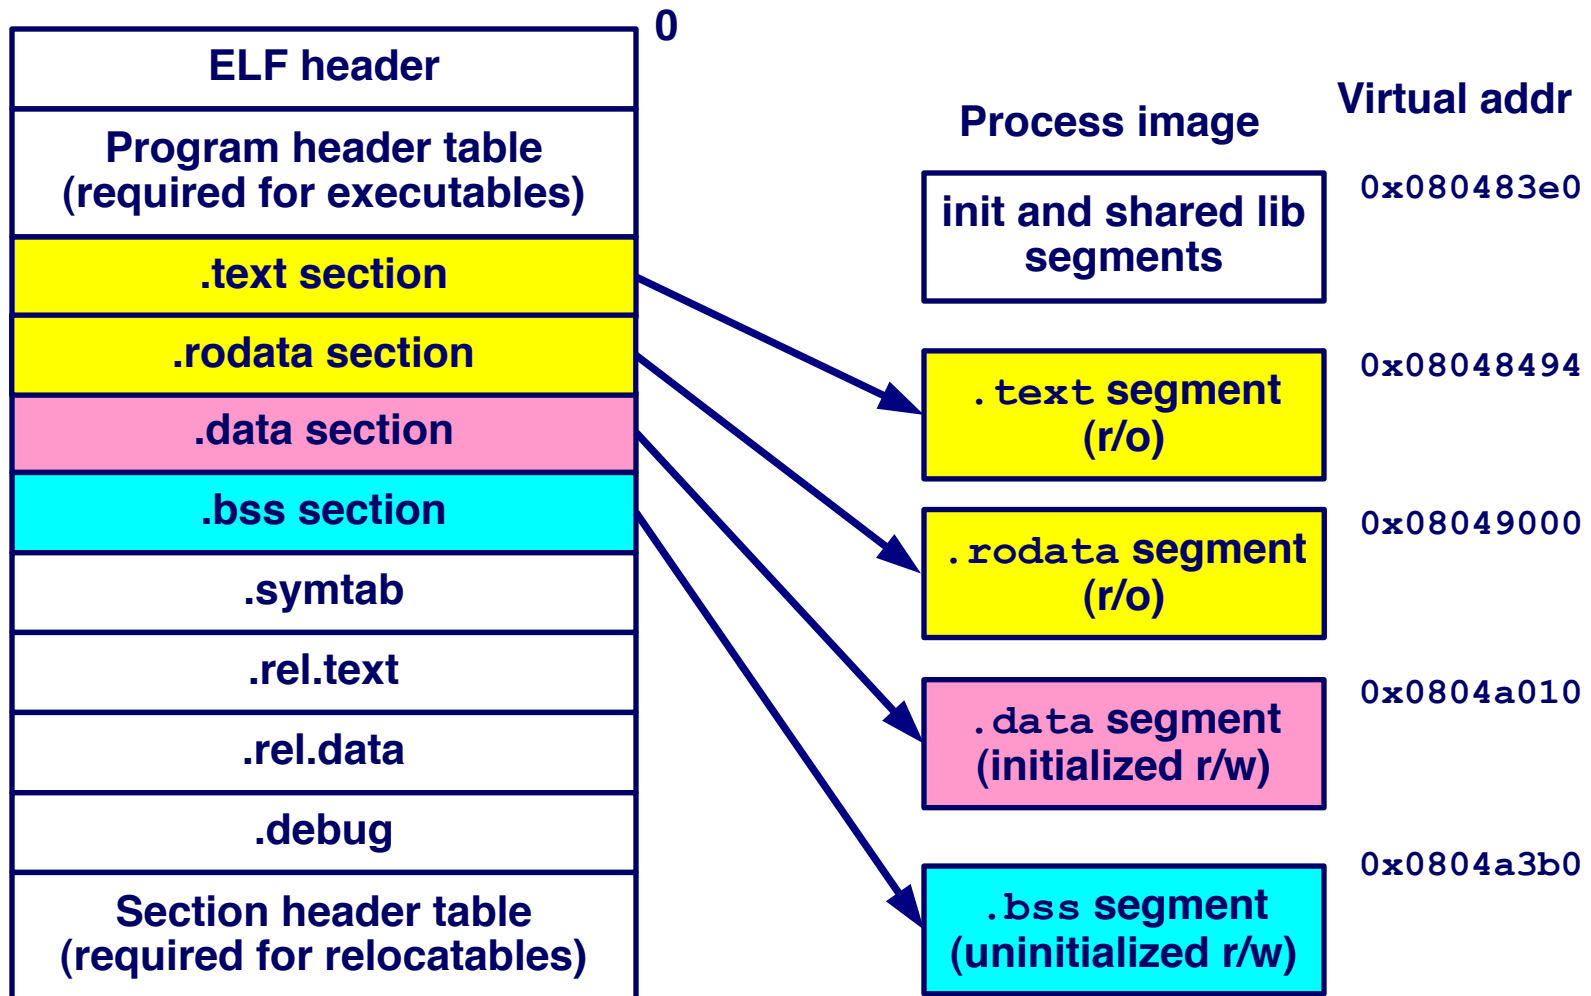 0
ELF header
Program header table
(required for executables)
.text section
.rodata section
.data section
.bss section
.symtab
.rel.text
.rel.data
.debug
Section header table
(required for relocatables)
Process image
Virtual addr
init and shared lib
segments
0x080483e0
.text segment
(r/o)
0x08048494
.rodata segment
(r/o)
0x08049000
.data segment
(initialized r/w)
0x0804a010
.bss segment
(uninitialized r/w)
0x0804a3b0